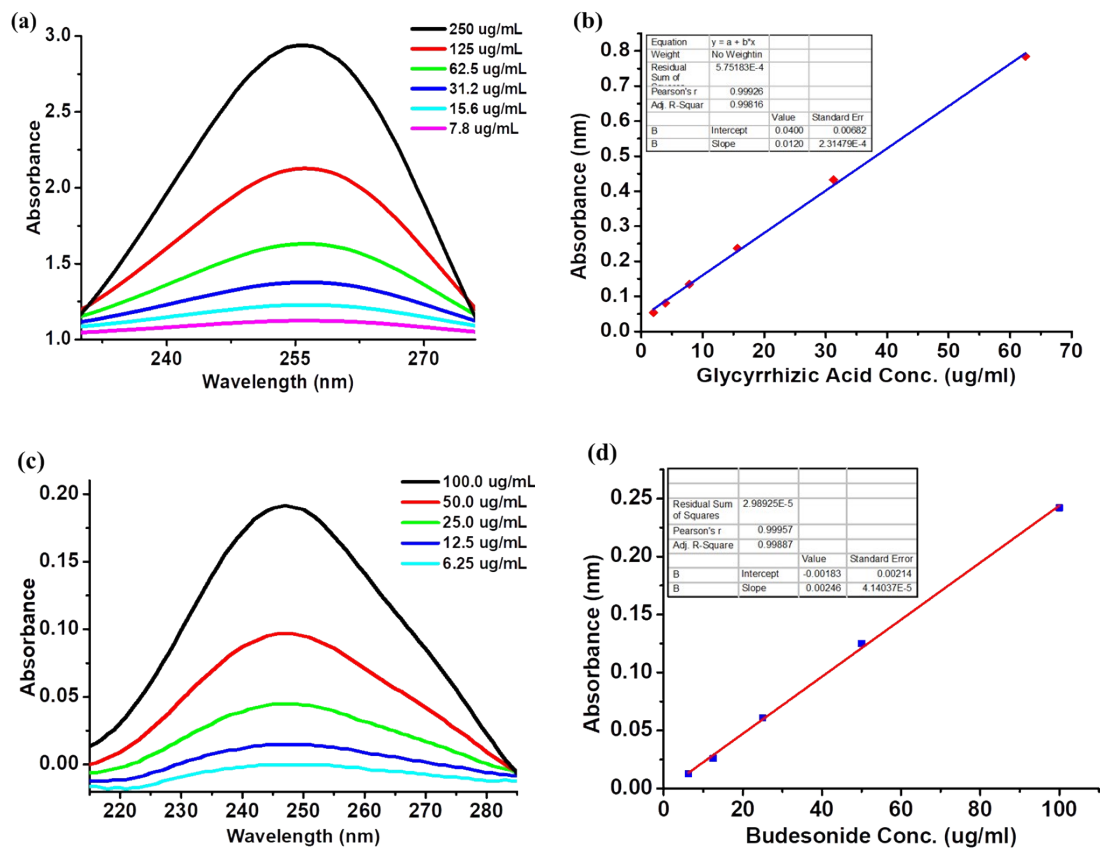 (a)
3.0
2.5
2.0
1.5
1.0
Absorbance
250 ug/mL
125 ug/mL
62.5 ug/mL
31.2 ug/mL
15.6 ug/mL
7.8 ug/mL
240 255 270
Wavelength (nm)
(b)
0.8
0.7
0.6
0.5
0.4
0.3
0.2
0.1
0.0
Absorbance (nm)
Equation y = a + b*x
Weight No Weightin
Residual 5.75183E-4
Sum of
Pearson's r 0.99926
Adj. R-Squar 0.99816
Value Standard Err
B Intercept 0.0400 0.00682
B Slope 0.0120 2.31479E-4
0 10 20 30 40 50 60 70
Glycyrrhizic Acid Conc. (ug/ml)
(c)
0.20
0.15
0.10
0.05
0.00
Absorbance
100.0 ug/mL
50.0 ug/mL
25.0 ug/mL
12.5 ug/mL
6.25 ug/mL
220 230 240 250 260 270 280
Wavelength (nm)
(d)
0.25
0.20
0.15
0.10
0.05
0.00
Absorbance (nm)
Residual Sum 2.98925E-5
of Squares
Pearson's r 0.99957
Adj. R-Square 0.99887
Value Standard Error
B Intercept -0.00183 0.00214
B Slope 0.00246 4.14037E-5
0 20 40 60 80 100
Budesonide Conc. (ug/ml)